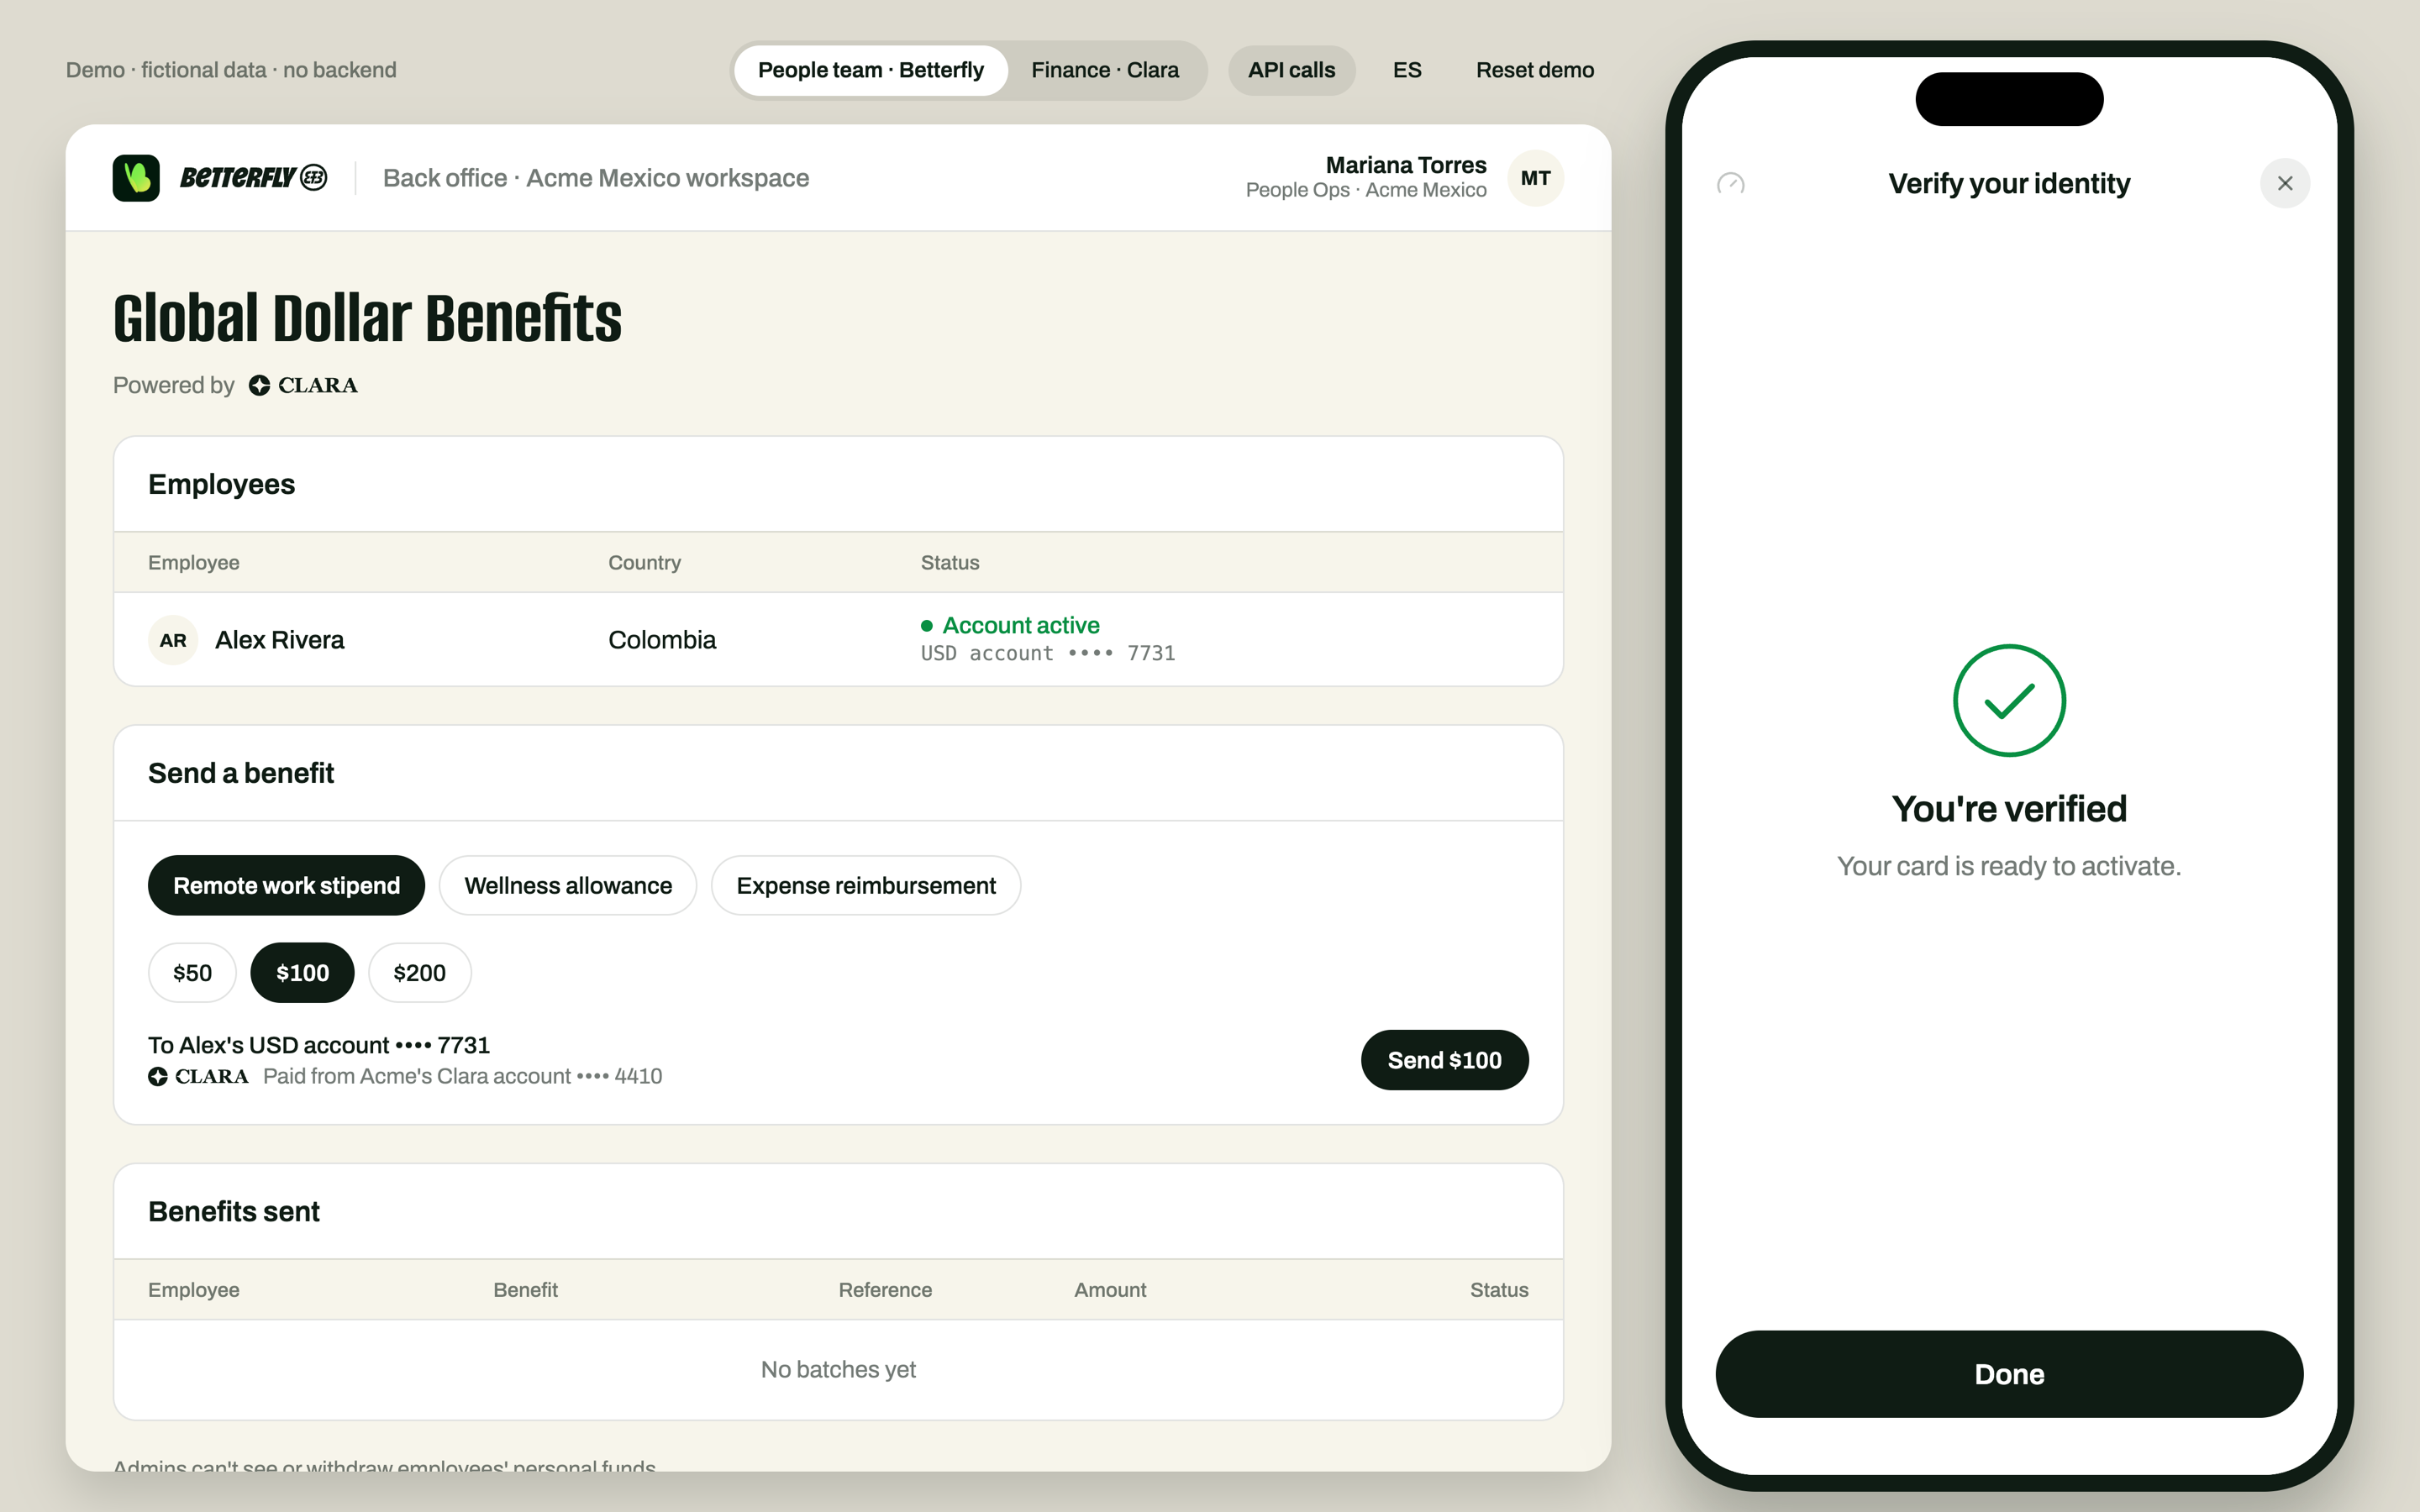 Demo · fictional data · no backend
People team · Betterfly
Finance · Clara
API calls
ES
Reset demo
BETTERFLY
Back office · Acme Mexico workspace
Mariana Torres
People Ops · Acme Mexico
MT
Global Dollar Benefits
Powered by CLARA
Employees
Employee Country Status
AR Alex Rivera Colombia Account active
USD account •••• 7731
Send a benefit
Remote work stipend Wellness allowance Expense reimbursement
$50 $100 $200
To Alex's USD account •••• 7731
CLARA Paid from Acme's Clara account •••• 4410
Send $100
Benefits sent
Employee Benefit Reference Amount Status
No batches yet
Admins can't see or withdraw employees' personal funds
Verify your identity
You're verified
Your card is ready to activate.
Done